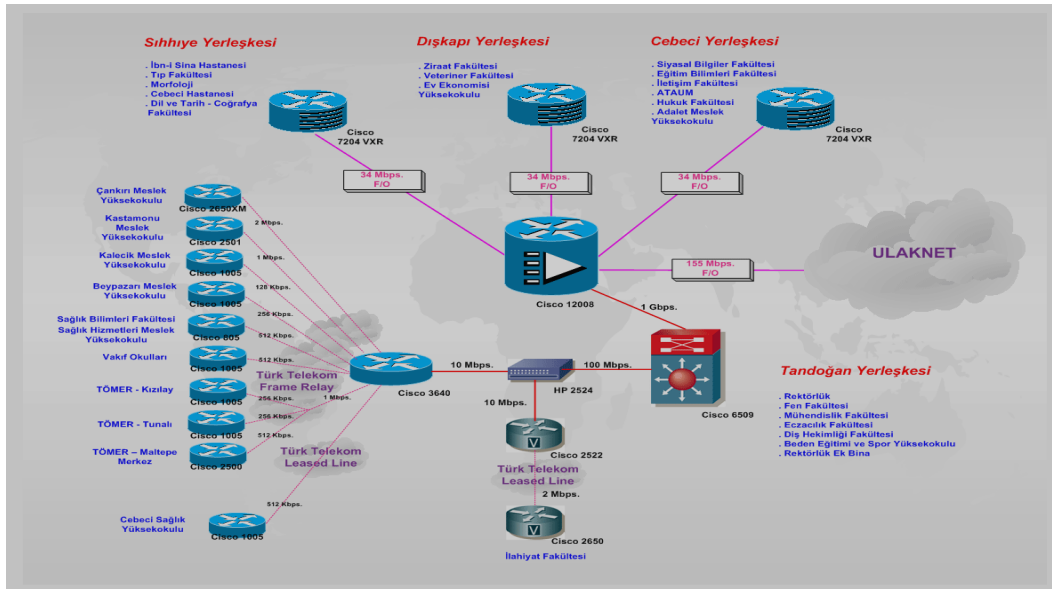 Sıhhıye Yerleşkesi
. İbn-i Sina Hastanesi
. Tıp Fakültesi
. Morfoloji
. Cebeci Hastanesi
. Dil ve Tarih - Coğrafya
Fakültesi
Cisco
7204 VXR
Dışkapı Yerleşkesi
. Ziraat Fakültesi
. Veteriner Fakültesi
. Ev Ekonomisi
Yüksekokulu
Cisco
7204 VXR
Cebeci Yerleşkesi
. Siyasal Bilgiler Fakültesi
. Eğitim Bilimleri Fakültesi
. İletişim Fakültesi
. ATAUM
. Hukuk Fakültesi
. Adalet Meslek
Yüksekokulu
Cisco
7204 VXR
34 Mbps.
F/O
34 Mbps.
F/O
34 Mbps.
F/O
155 Mbps.
F/O
ULAKNET
Cisco 12008
1 Gbps.
Çankırı Meslek
Yüksekokulu
Cisco 2650XM
2 Mbps.
Kastamonu
Meslek
Yüksekokulu
Cisco 2501
1 Mbps.
Kalecik Meslek
Yüksekokulu
Cisco 1005
128 Kbps.
Beypazarı Meslek
Yüksekokulu
Cisco 1005
256 Kbps.
Sağlık Bilimleri Fakültesi
Sağlık Hizmetleri Meslek
Yüksekokulu
Cisco 805
512 Kbps.
Vakıf Okulları
Cisco 1005
512 Kbps.
TÖMER - Kızılay
Cisco 1005
256 Kbps.
TÖMER - Tunalı
Cisco 1005
256 Kbps.
TÖMER – Maltepe
Merkez
Cisco 2500
512 Kbps.
Türk Telekom
Frame Relay
1 Mbps.
Türk Telekom
Leased Line
512 Kbps.
Cebeci Sağlık
Yüksekokulu
Cisco 1005
Cisco 3640
10 Mbps.
HP 2524
100 Mbps.
Cisco 6509
10 Mbps.
Cisco 2522
Türk Telekom
Leased Line
2 Mbps.
Cisco 2650
İlahiyat Fakültesi
Tandoğan Yerleşkesi
. Rektörlük
. Fen Fakültesi
. Mühendislik Fakültesi
. Eczacılık Fakültesi
. Diş Hekimliği Fakültesi
. Beden Eğitimi ve Spor Yüksekokulu
. Rektörlük Ek Bina
V
V